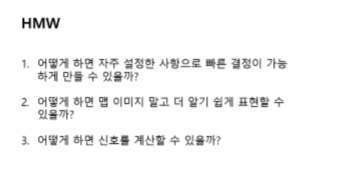 HMW
1. 어떻게 하면 자주 설정한 사항으로 빠른 결정이 가능
하게 만들 수 있을까?
2. 어떻게 하면 맵 이미지 말고 더 알기 쉽게 표현할 수
있을까?
3. 어떻게 하면 신호를 계산할 수 있을까?